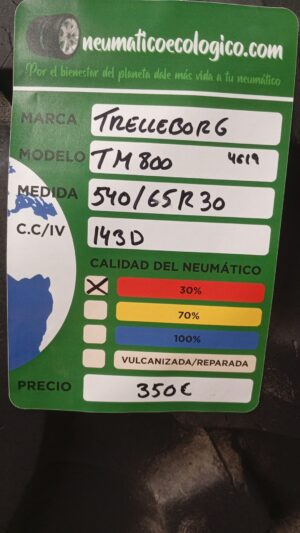 neumaticoecologico.com
Por el bienestar del planeta dale más vida a tu neumático
MARCA TRELLEBORG
MODELO TM 800 4619
MEDIDA 540/65R30
C.C/IV 143D
CALIDAD DEL NEUMÁTICO
X 30%
70%
100%
VULCANIZADA/REPARADA
PRECIO 350€